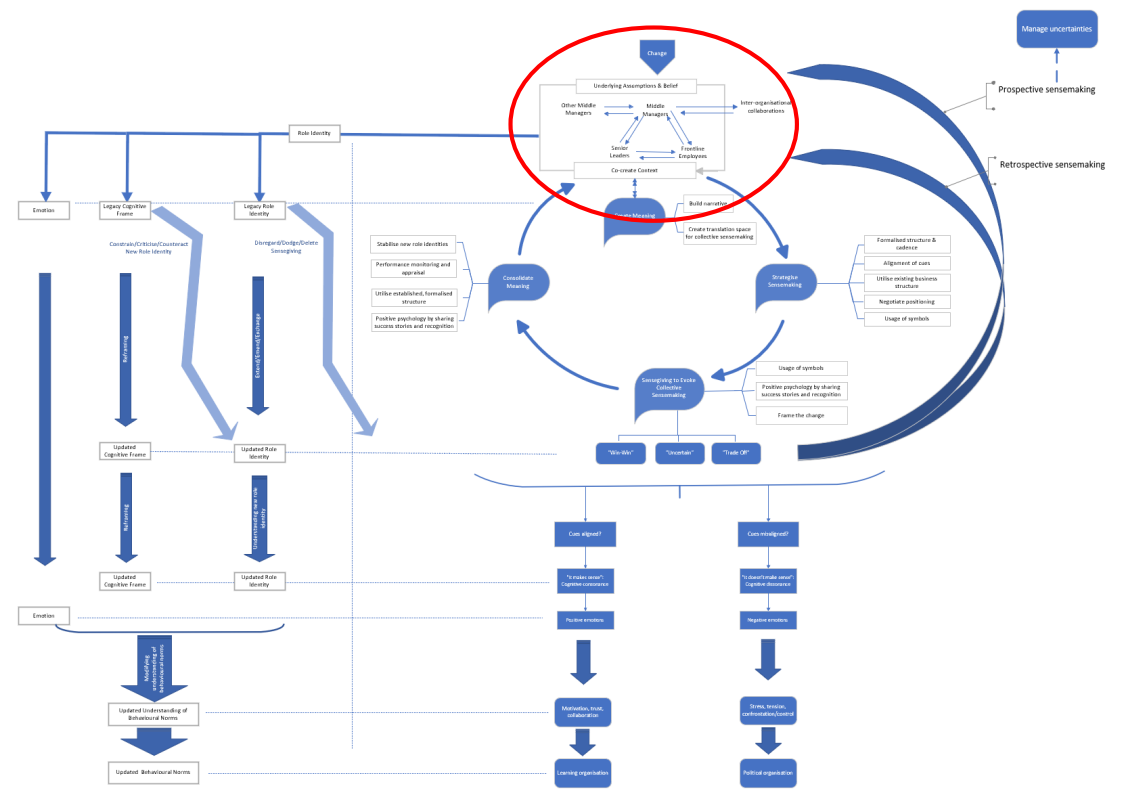 Change
Manage uncertainties
Underlying Assumptions & Belief
Other Middle
Managers
Middle
Managers
Inter-organisational
collaborations
Prospective sensemaking
Role Identity
Senior
Leaders
Frontline
Employees
Retrospective sensemaking
Co-create Context
Emotion
Legacy Cognitive
Frame
Legacy Role
Identity
Meaning
Build narrative
Create translation space
for collective sensemaking
Constrain/Criticise/Counteract
New Role Identity
Disregard/Dodge/Delete
Sensegiving
Stabilise new role identities
Performance monitoring and
appraisal
Utilise established, formalised
structure
Positive psychology by sharing
success stories and recognition
Consolidate
Meaning
Strategise
Sensemaking
Formalised structure &
cadence
Alignment of cues
Utilise existing business
structure
Negotiate positioning
Usage of symbols
Reframing
Extend/Emend/Exchange
Sensegiving to Evoke
Collective
Sensemaking
Usage of symbols
Positive psychology by sharing
success stories and recognition
Frame the change
"Win-Win"
"Uncertain"
"Trade Off"
Updated
Cognitive Frame
Updated Role
Identity
Reframing
Understanding new role
identity
Cues aligned?
Cues misaligned?
Updated
Cognitive Frame
Updated Role
Identity
"It makes sense":
Cognitive consonance
"It doesn't make sense":
Cognitive dissonance
Emotion
Positive emotions
Negative emotions
Modifying
understanding of
behavioural norms
Updated Understanding of
Behavioural Norms
Motivation, trust,
collaboration
Stress, tension,
confrontation/control
Updated Behavioural Norms
Learning organisation
Political organisation